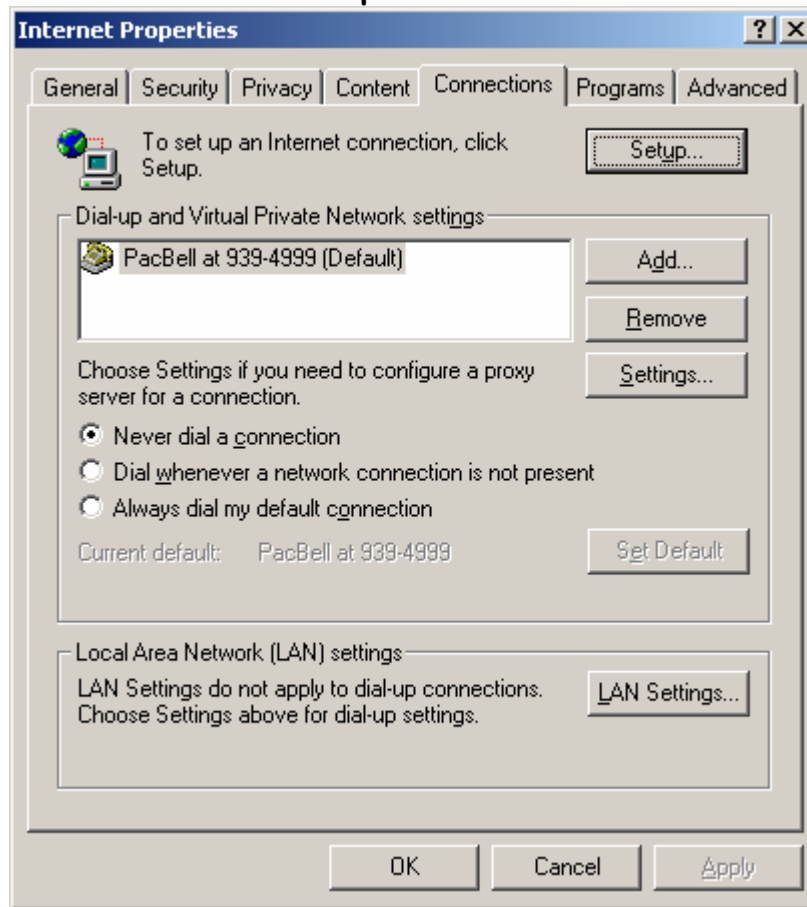 Internet Properties
General Security Privacy Content Connections Programs Advanced
To set up an Internet connection, click
Setup.
Setup...
Dial-up and Virtual Private Network settings
PacBell at 939-4999 (Default)
Add...
Remove
Choose Settings if you need to configure a proxy
server for a connection.
Settings...
Never dial a connection
Dial whenever a network connection is not present
Always dial my default connection
Current default: PacBell at 939-4999
Set Default
Local Area Network (LAN) settings
LAN Settings do not apply to dial-up connections.
Choose Settings above for dial-up settings.
LAN Settings...
OK Cancel Apply